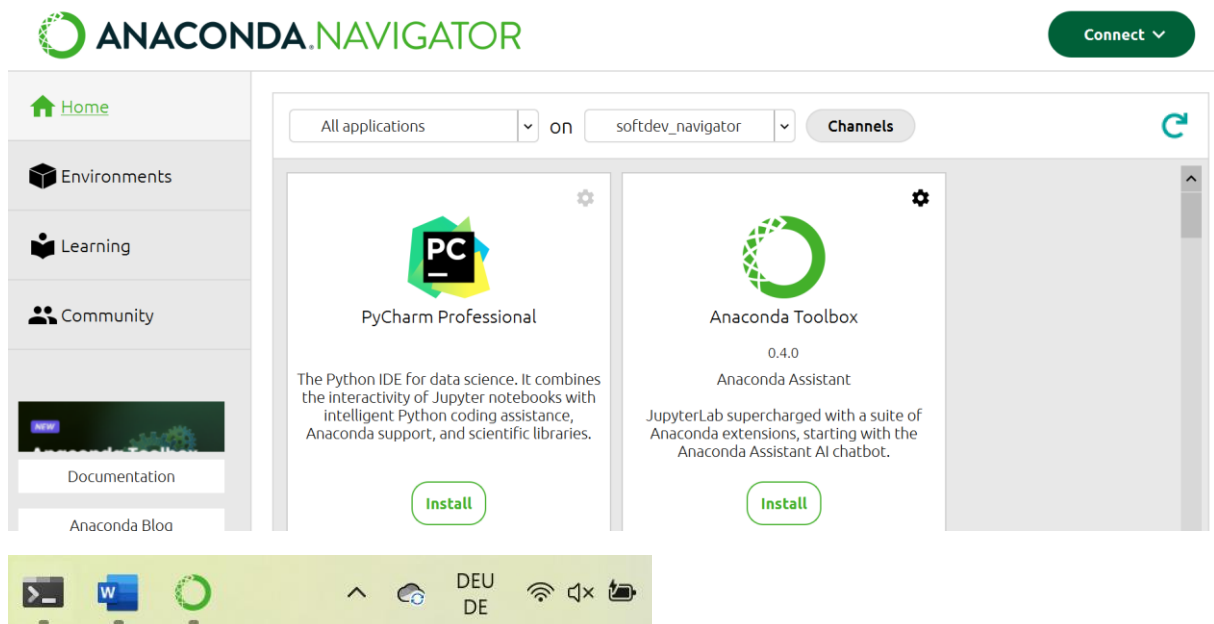 ANACONDA.NAVIGATOR
Connect
Home
All applications
on
softdev_navigator
Channels
Environments
Learning
Community
PC
PyCharm Professional
The Python IDE for data science. It combines
the interactivity of Jupyter notebooks with
intelligent Python coding assistance,
Anaconda support, and scientific libraries.
Install
Anaconda Toolbox
0.4.0
Anaconda Assistant
JupyterLab supercharged with a suite of
Anaconda extensions, starting with the
Anaconda Assistant AI chatbot.
Install
NEW
Anaconda Toolbox
Documentation
Anaconda Blog
W
DEU
DE